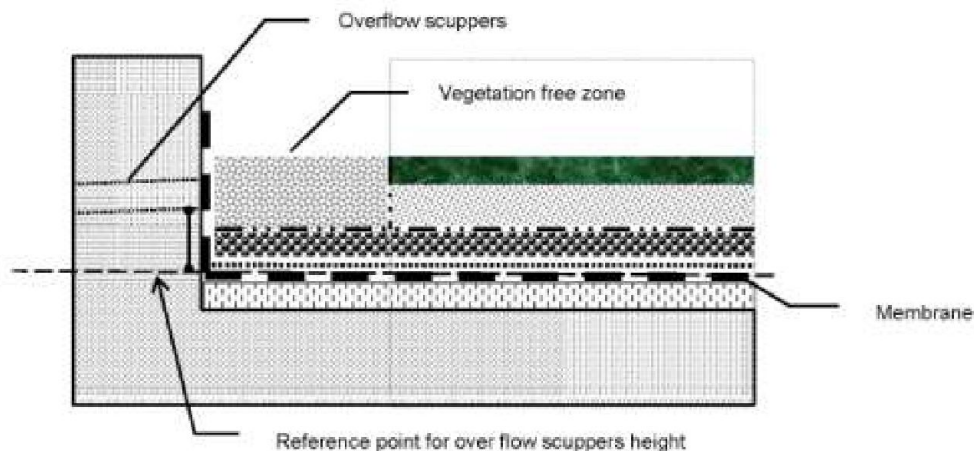 Overflow scuppers
Vegetation free zone
Membrane
Reference point for over flow scuppers height